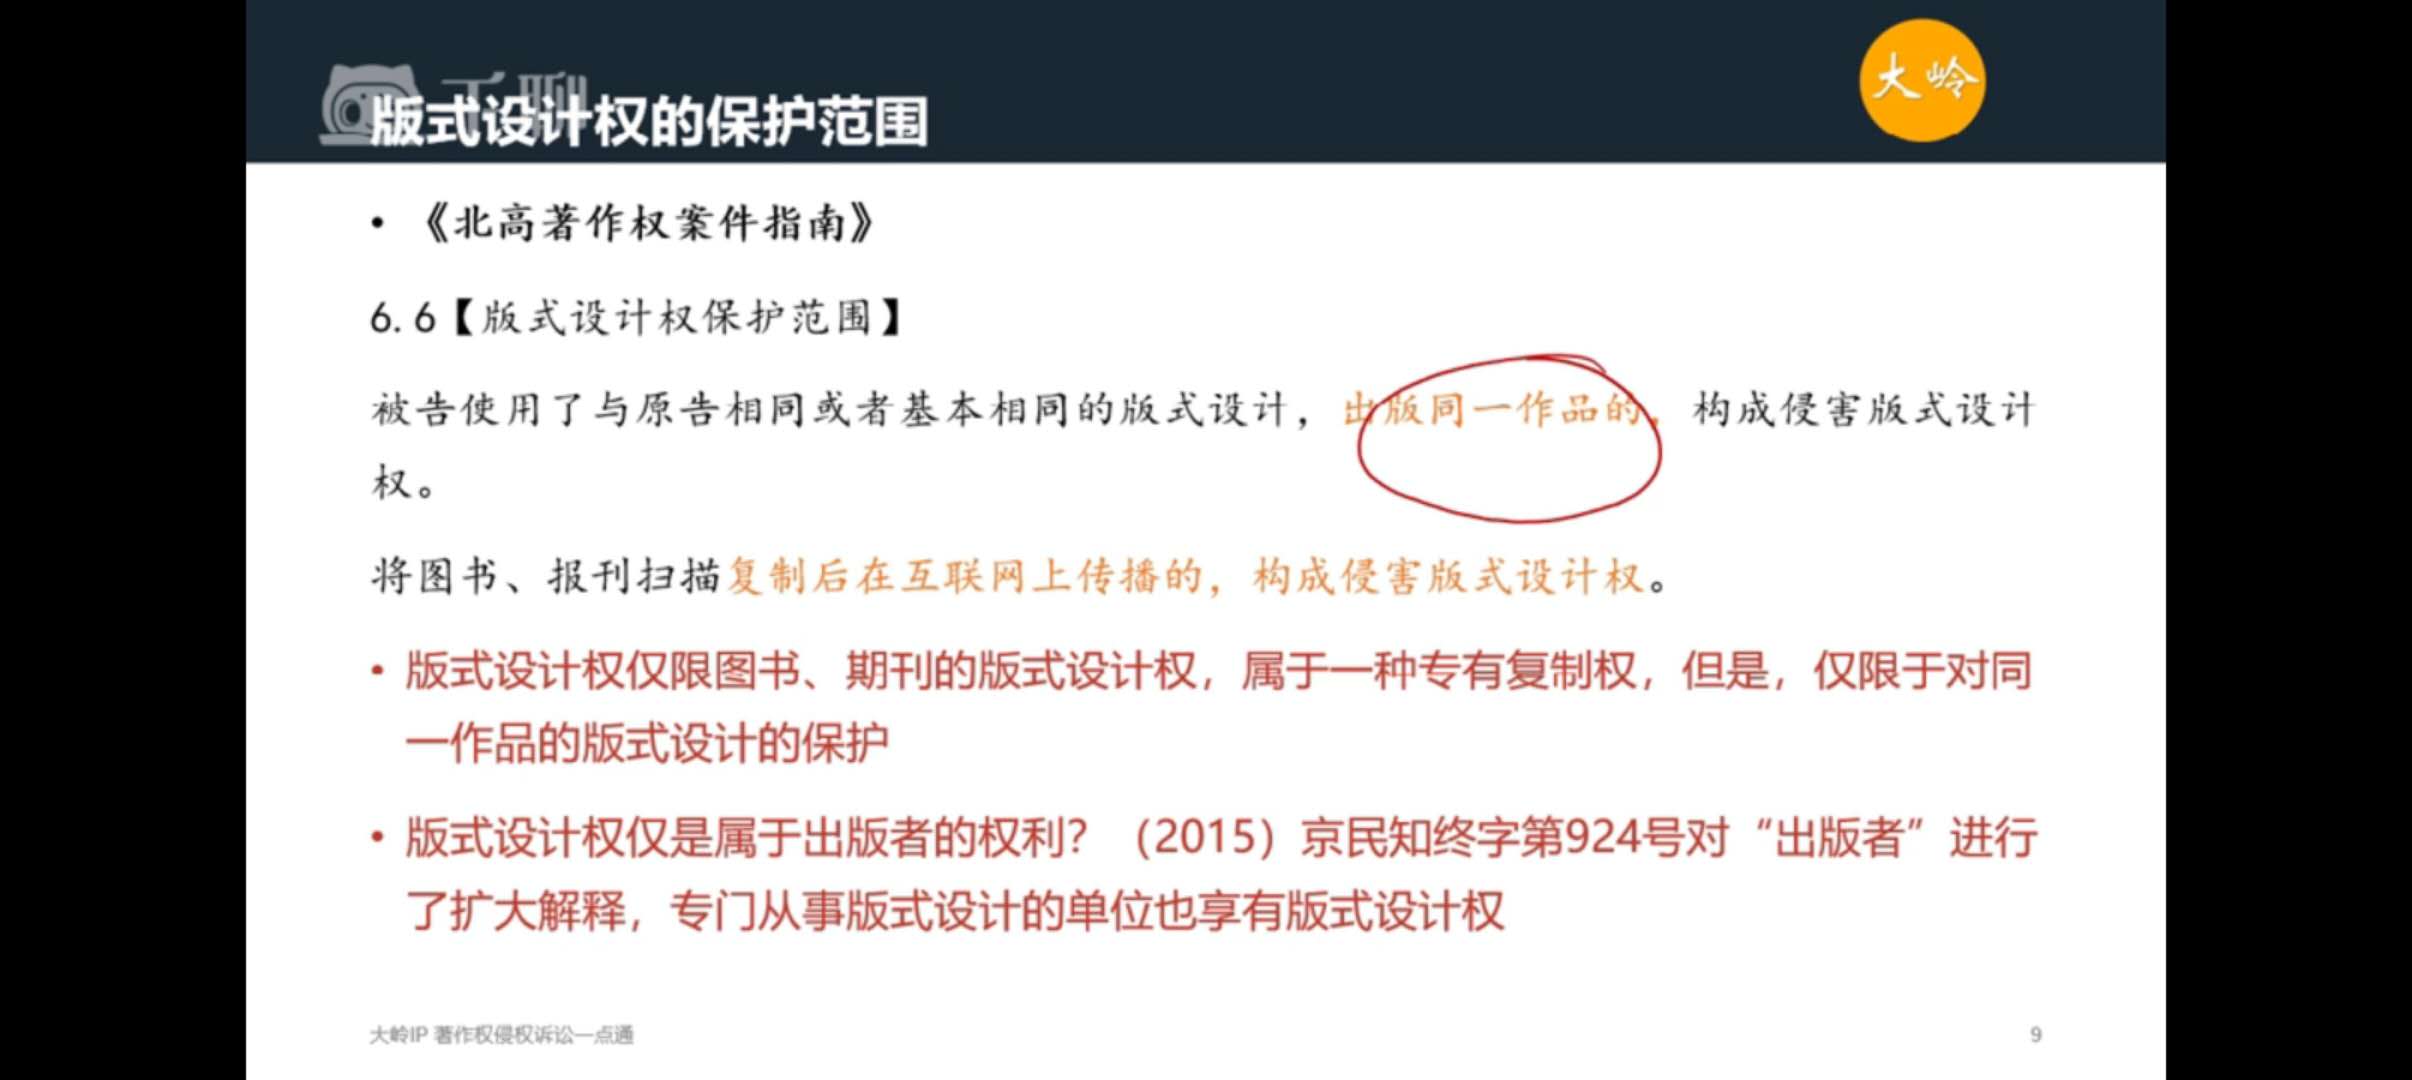 千聊
版式设计权的保护范围
大岭
• 《北高著作权案件指南》
6.6【版式设计权保护范围】
被告使用了与原告相同或者基本相同的版式设计，出版同一作品的，构成侵害版式设计
权。
将图书、报刊扫描复制后在互联网上传播的，构成侵害版式设计权。
• 版式设计权仅限图书、期刊的版式设计权，属于一种专有复制权，但是，仅限于对同
一作品的版式设计的保护
• 版式设计权仅是属于出版者的权利？（2015）京民知终字第924号对“出版者”进行
了扩大解释，专门从事版式设计的单位也享有版式设计权
大岭IP 著作权侵权诉讼一点通
9